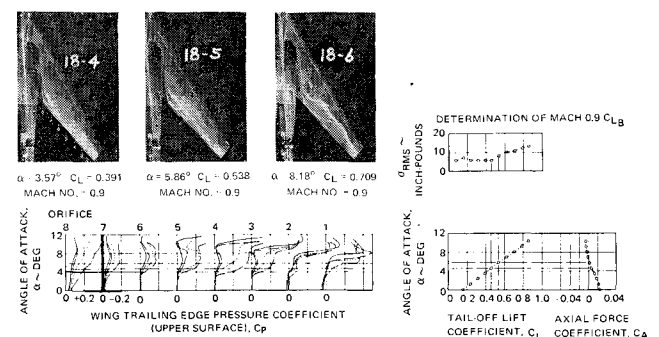 18-4
18-5
18-6
α · 3.57° CL = 0.391
MACH NO. = 0.9
α = 5.86° CL = 0.538
MACH NO. = 0.9
α 8.18° CL = 0.709
MACH NO. = 0.9
DETERMINATION OF MACH 0.9 CLB
σRMS ~
INCH-POUNDS
20
10
0
ANGLE OF ATTACK,
α ~ DEG
ORIFICE
8 7 6 5 4 3 2 1
12
8
4
0
0 +0.2 0 -0.2 0 0 0 0 0 0
WING TRAILING EDGE PRESSURE COEFFICIENT
(UPPER SURFACE), CP
ANGLE OF ATTACK,
α ~ DEG
12
8
4
0
0 0.2 0.4 0.6 0.8 1.0
TAIL-OFF LIFT
COEFFICIENT, CL
0 0.04
AXIAL FORCE
COEFFICIENT, CA